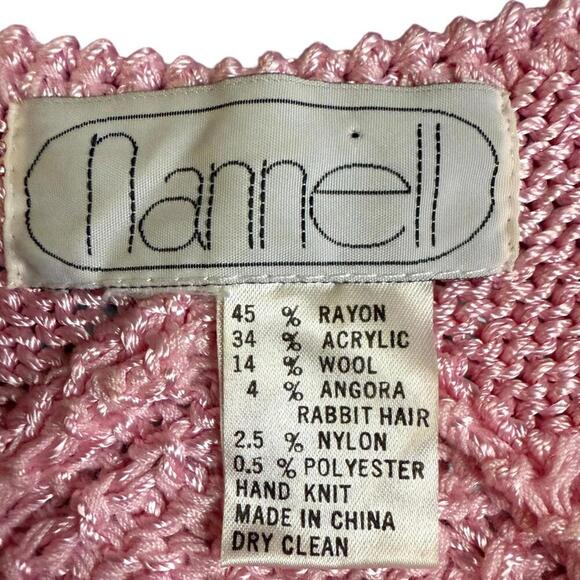 nannell
45 % RAYON
34 % ACRYLIC
14 % WOOL
4 % ANGORA
RABBIT HAIR
2.5 % NYLON
0.5 % POLYESTER
HAND KNIT
MADE IN CHINA
DRY CLEAN